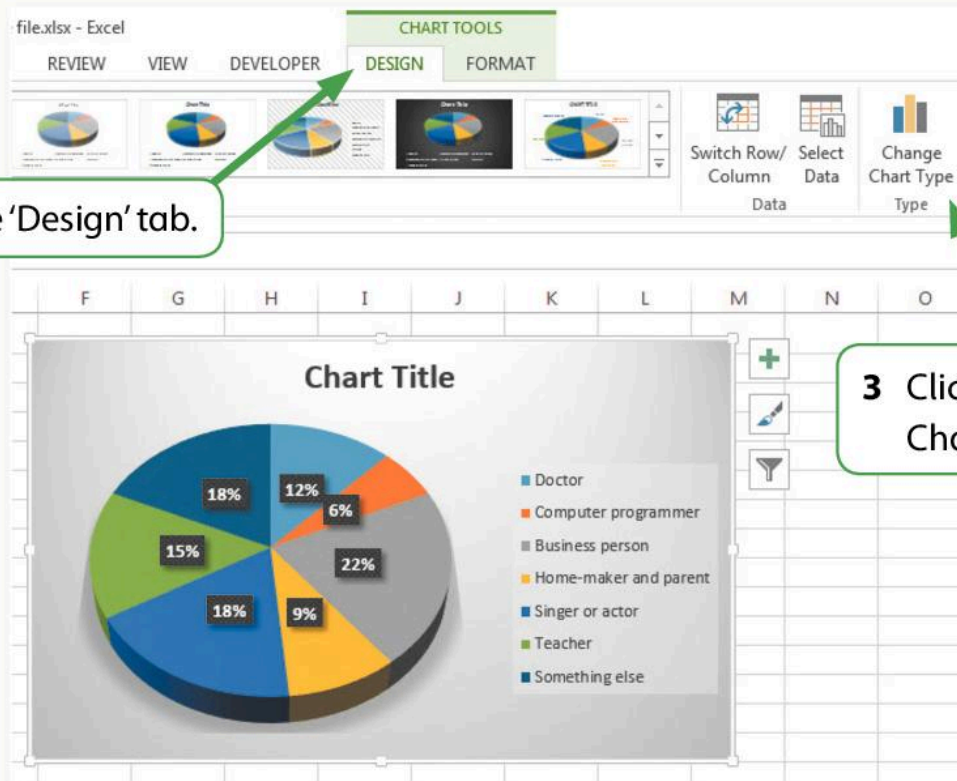 file.xlsx - Excel
CHART TOOLS
REVIEW VIEW DEVELOPER DESIGN FORMAT
Switch Row/ Column
Select Data
Change Chart Type
Data
Type
'Design' tab.
F G H I J K L M N O
Chart Title
18%
12%
6%
15%
22%
18%
9%
Doctor
Computer programmer
Business person
Home-maker and parent
Singer or actor
Teacher
Something else
3